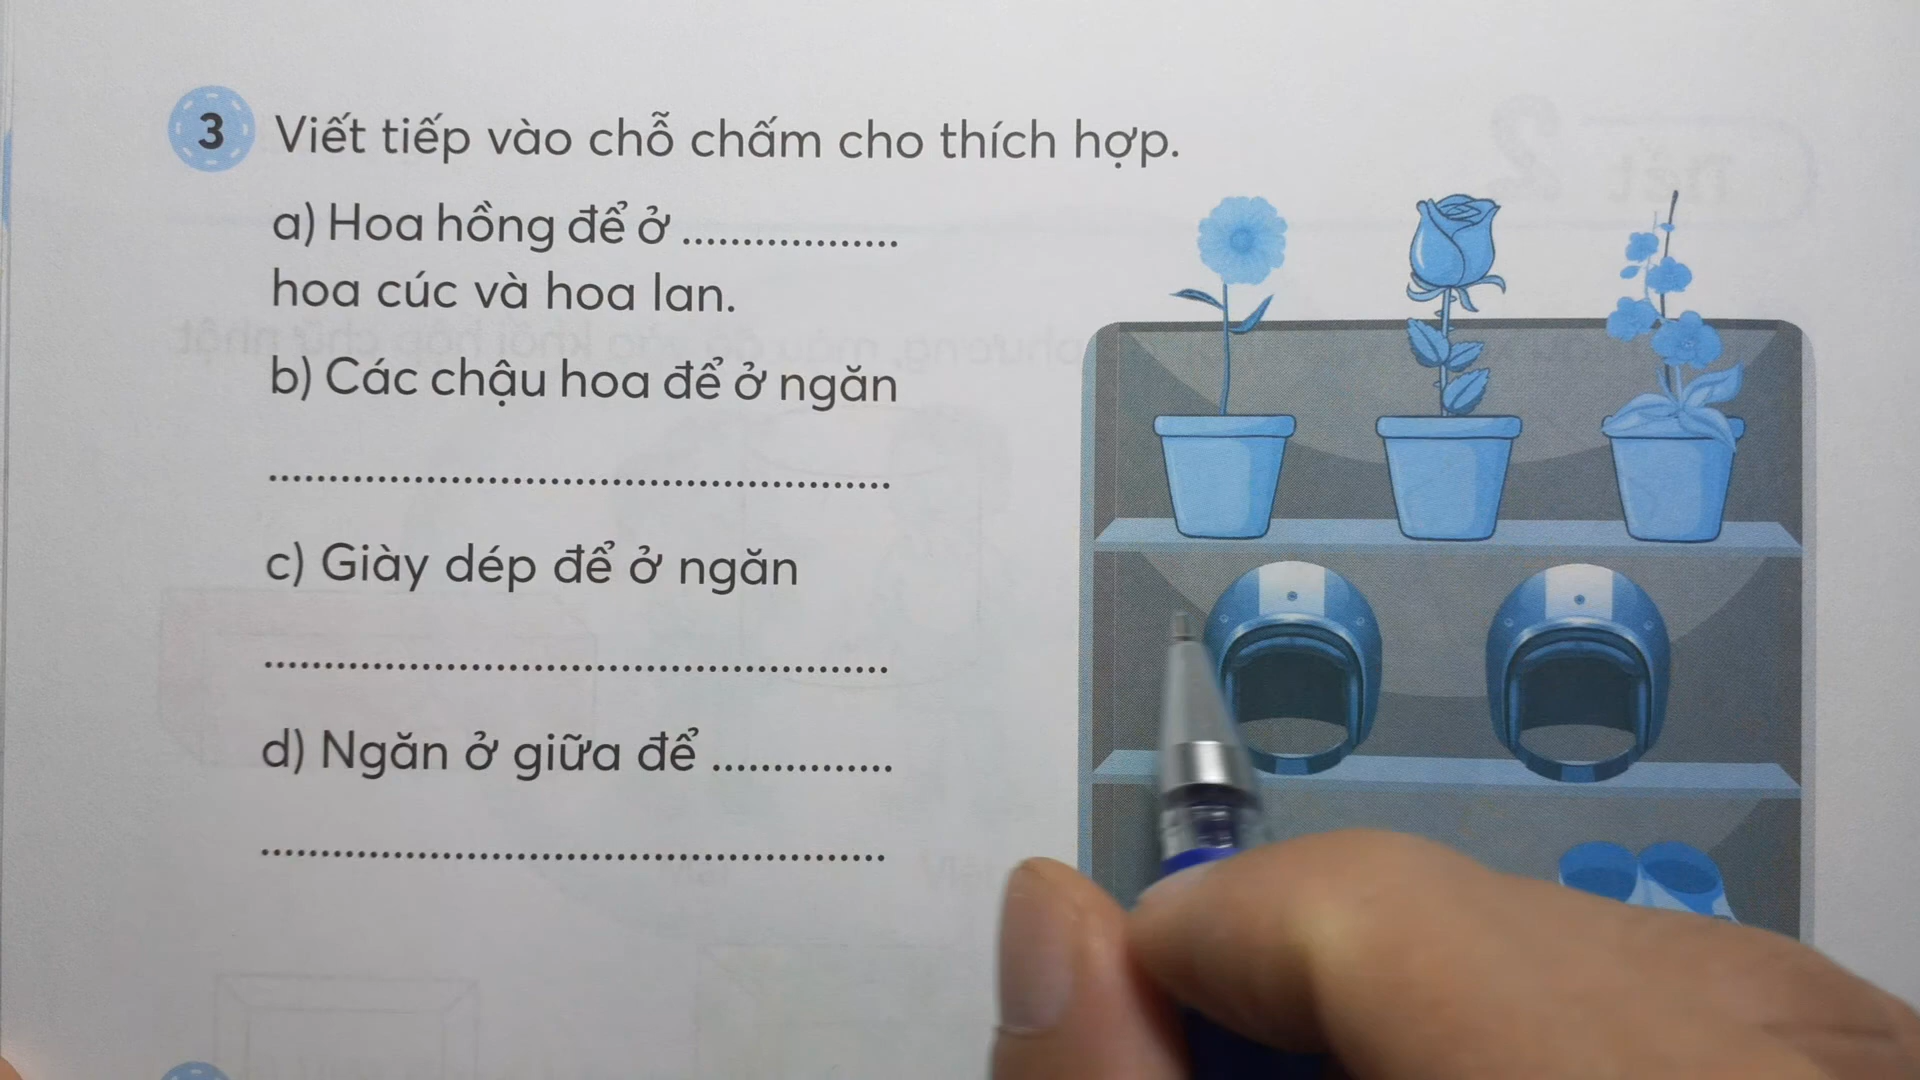 3 Viết tiếp vào chỗ chấm cho thích hợp.
a) Hoa hồng để ở ..................
hoa cúc và hoa lan.
b) Các chậu hoa để ở ngăn
....................................................
c) Giày dép để ở ngăn
....................................................
d) Ngăn ở giữa để ...............
....................................................